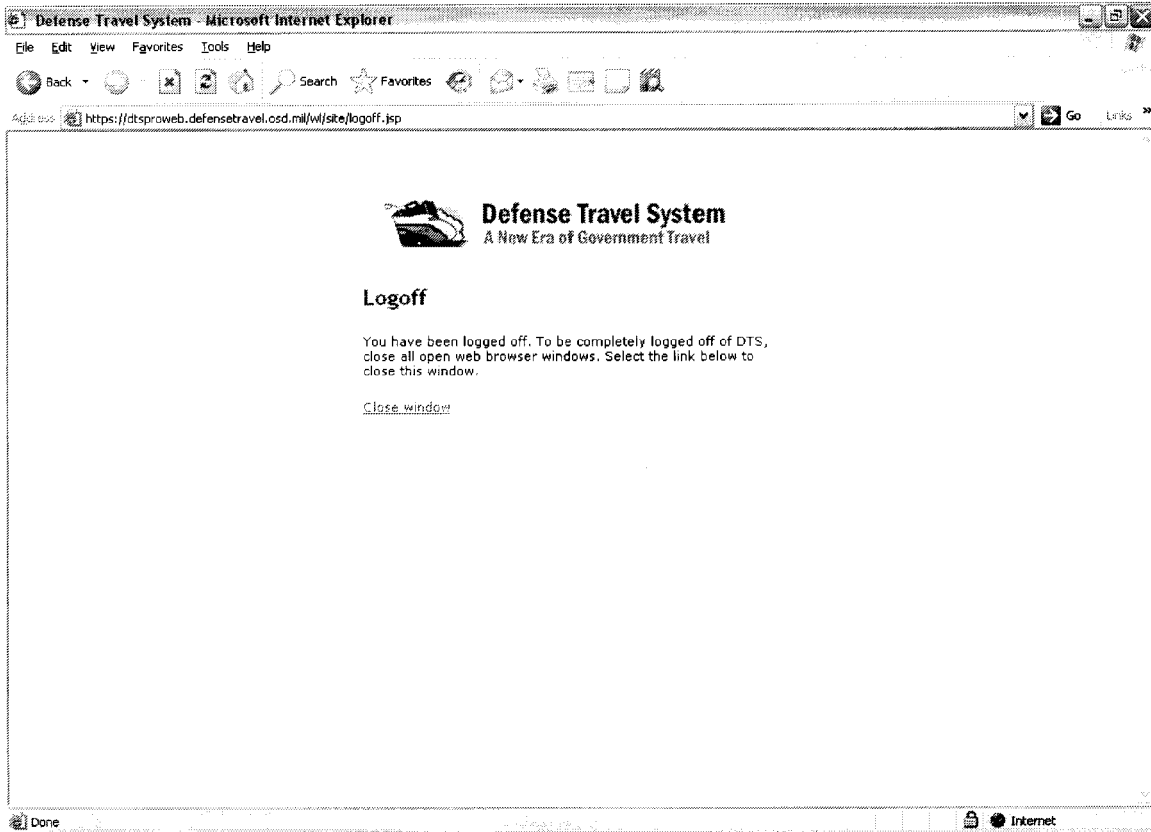 Defense Travel System - Microsoft Internet Explorer
File Edit View Favorites Tools Help
Back Search Favorites
Address https://dtsproweb.defensetravel.osd.mil/wl/site/logoff.jsp Go Links »
Defense Travel System
A New Era of Government Travel
Logoff
You have been logged off. To be completely logged off of DTS,
close all open web browser windows. Select the link below to
close this window.
Close window
Done Internet